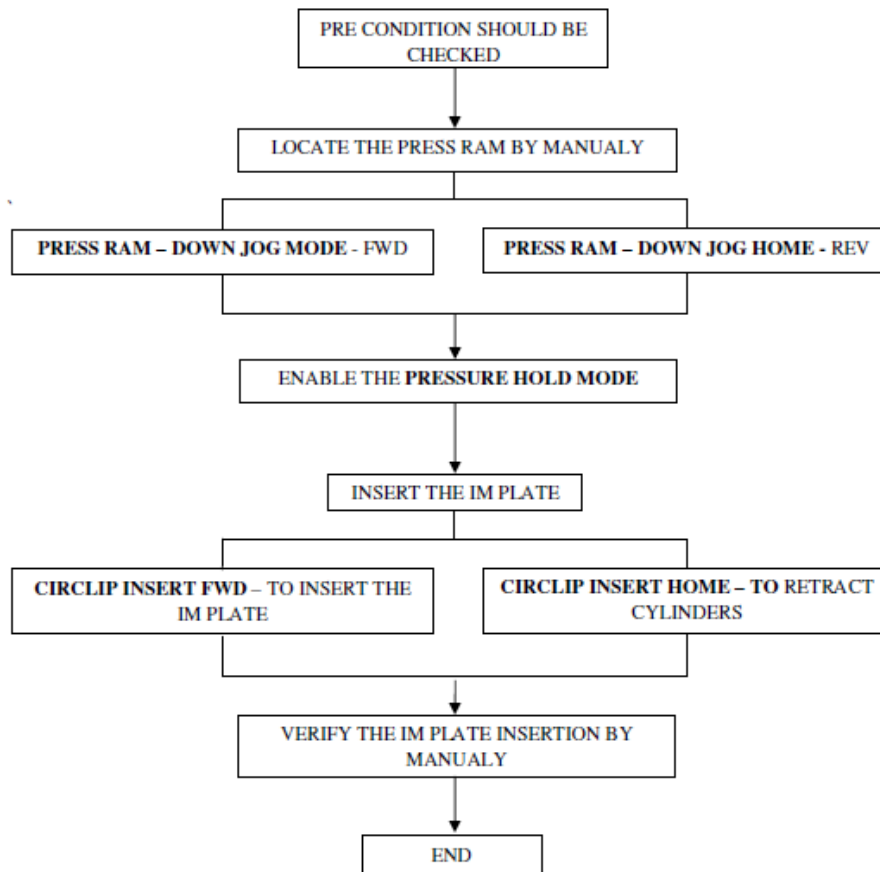 PRE CONDITION SHOULD BE
CHECKED
LOCATE THE PRESS RAM BY MANUALY
PRESS RAM – DOWN JOG MODE - FWD
PRESS RAM – DOWN JOG HOME - REV
ENABLE THE PRESSURE HOLD MODE
INSERT THE IM PLATE
CIRCLIP INSERT FWD – TO INSERT THE
IM PLATE
CIRCLIP INSERT HOME – TO RETRACT
CYLINDERS
VERIFY THE IM PLATE INSERTION BY
MANUALY
END